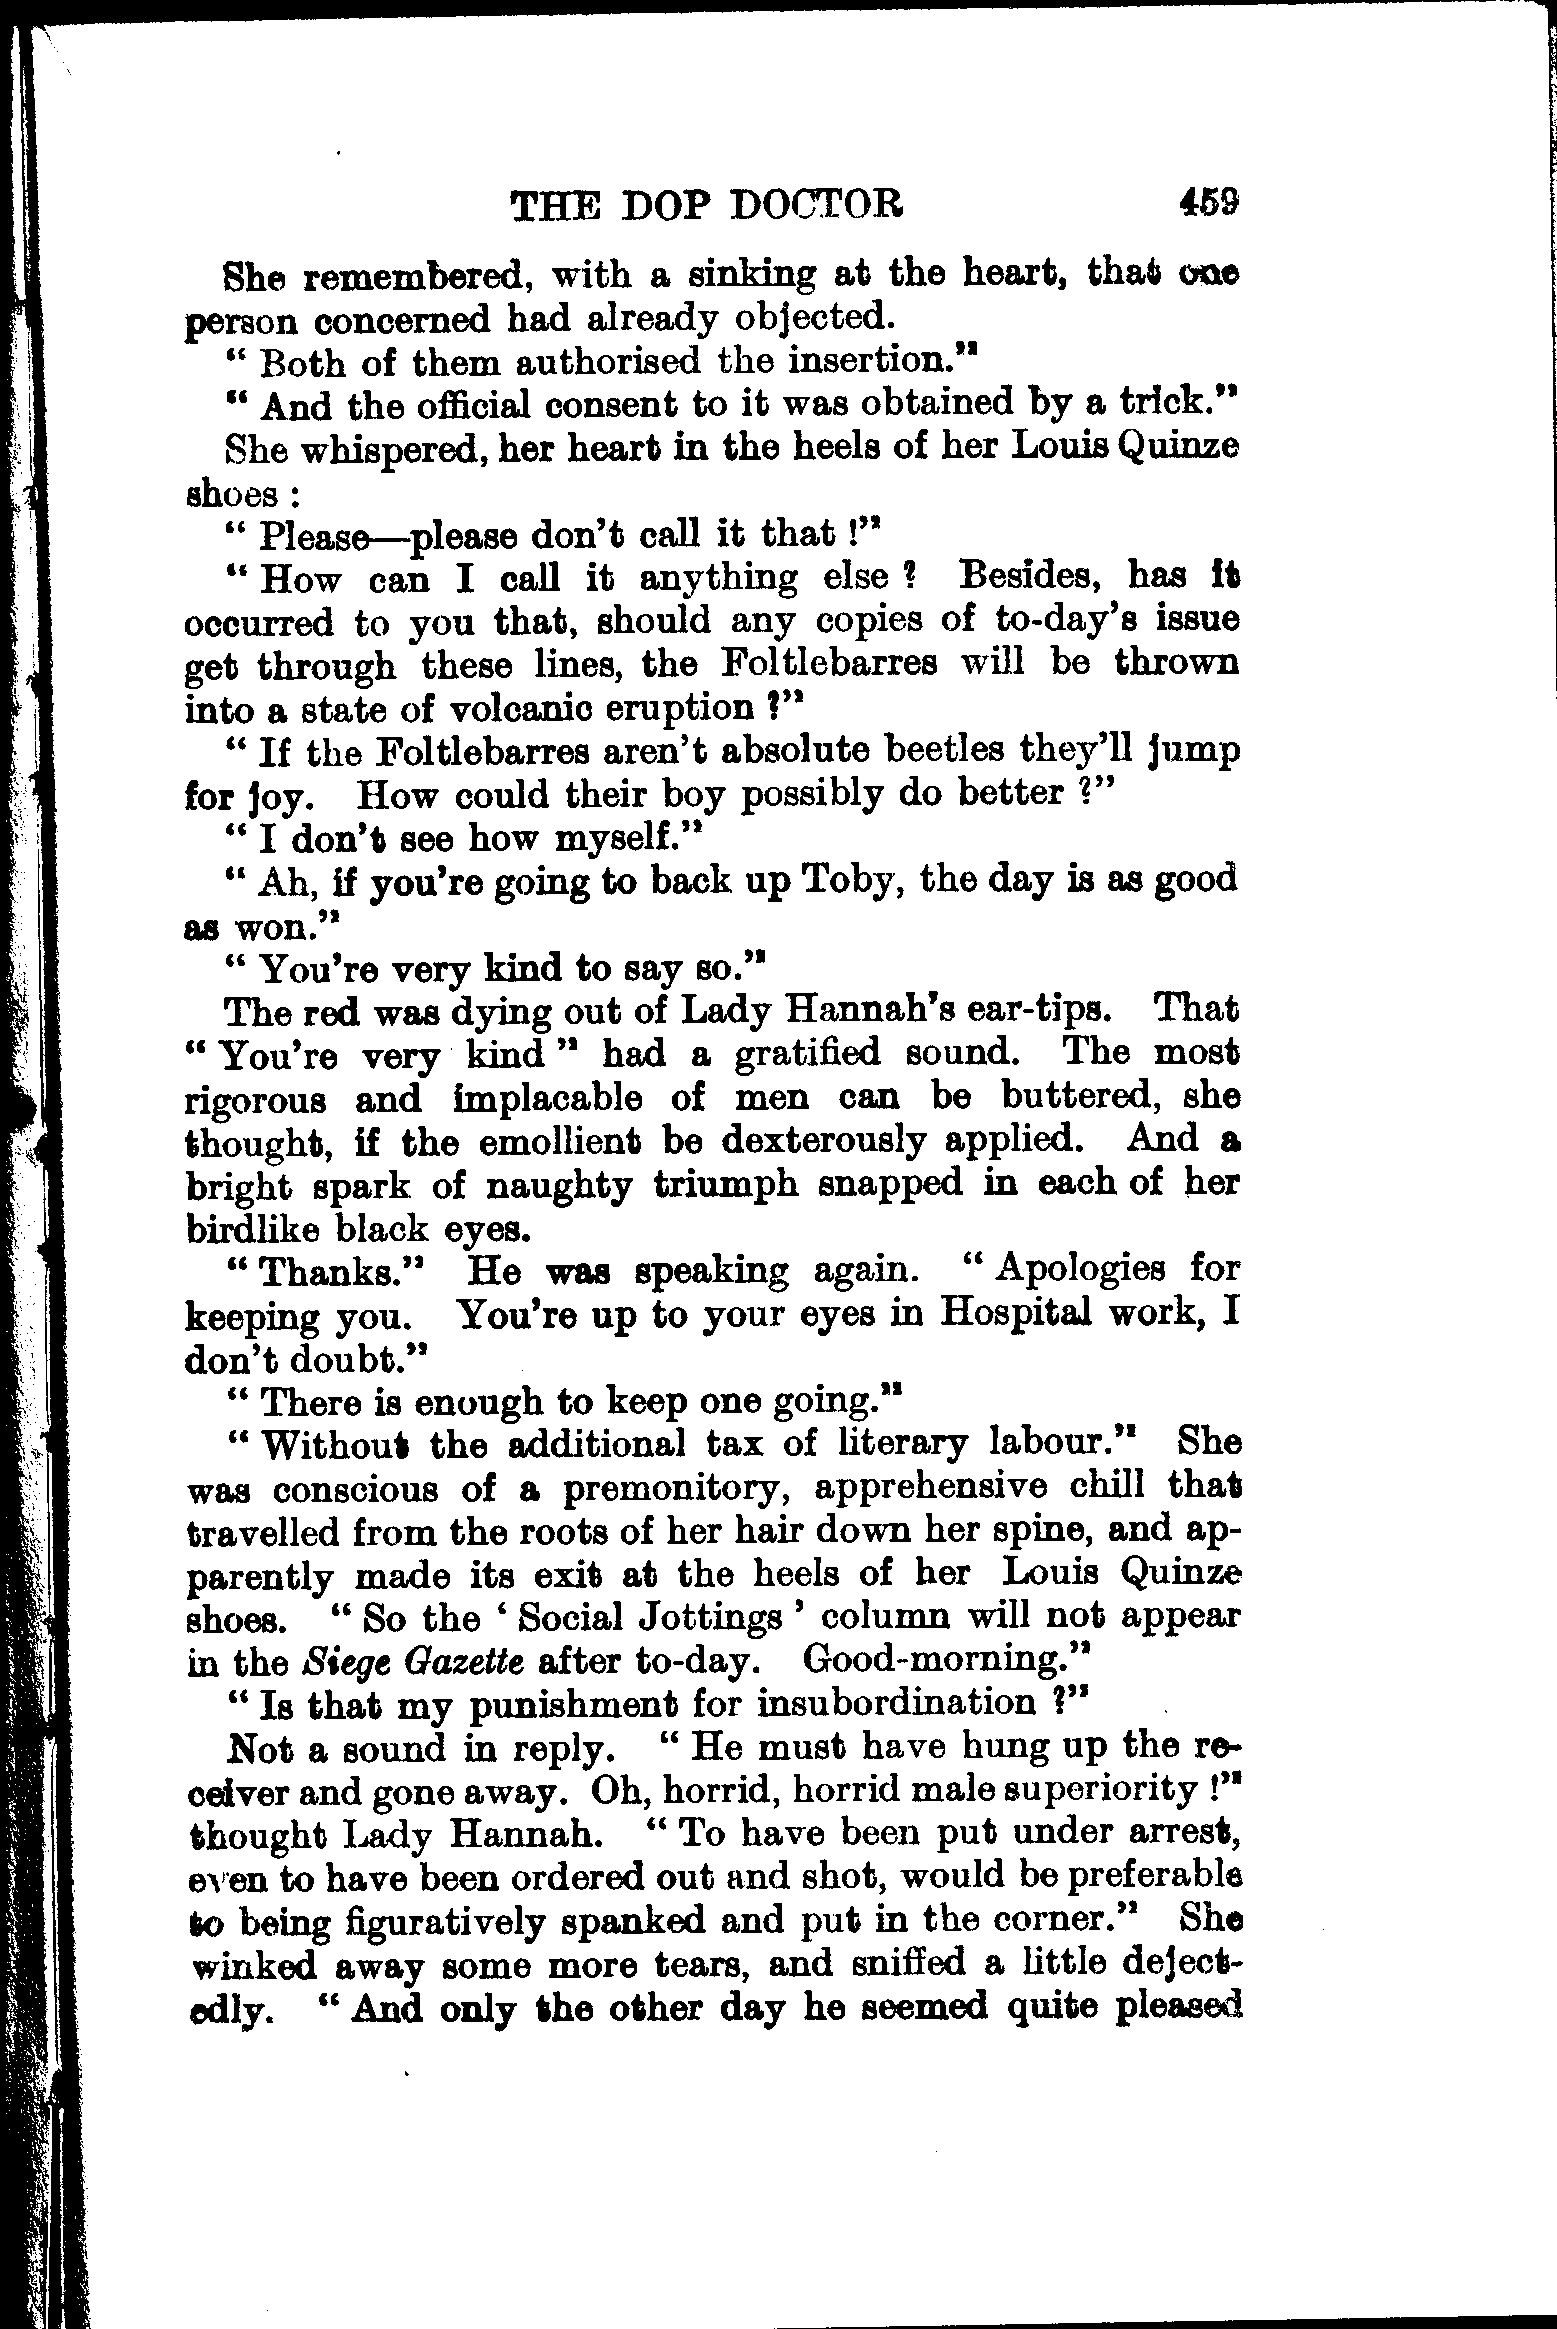 THE DOP DOCTOR 459
She remembered, with a sinking at the heart, that one
person concerned had already objected.
“ Both of them authorised the insertion.”
“ And the official consent to it was obtained by a trick.”
She whispered, her heart in the heels of her Louis Quinze
shoes :
“ Please—please don’t call it that !”
“ How can I call it anything else ? Besides, has it
occurred to you that, should any copies of to-day’s issue
get through these lines, the Foltlebarres will be thrown
into a state of volcanic eruption ?”
“ If the Foltlebarres aren’t absolute beetles they’ll jump
for joy. How could their boy possibly do better ?”
“ I don’t see how myself.”
“ Ah, if you’re going to back up Toby, the day is as good
as won.”
“ You’re very kind to say so.”
The red was dying out of Lady Hannah’s ear-tips. That
“ You’re very kind ” had a gratified sound. The most
rigorous and implacable of men can be buttered, she
thought, if the emollient be dexterously applied. And a
bright spark of naughty triumph snapped in each of her
birdlike black eyes.
“ Thanks.” He was speaking again. “ Apologies for
keeping you. You’re up to your eyes in Hospital work, I
don’t doubt.”
“ There is enough to keep one going.”
“ Without the additional tax of literary labour.” She
was conscious of a premonitory, apprehensive chill that
travelled from the roots of her hair down her spine, and ap-
parently made its exit at the heels of her Louis Quinze
shoes. “ So the ‘ Social Jottings ’ column will not appear
in the Siege Gazette after to-day. Good-morning.”
“ Is that my punishment for insubordination ?”
Not a sound in reply. “ He must have hung up the re-
ceiver and gone away. Oh, horrid, horrid male superiority !”
thought Lady Hannah. “ To have been put under arrest,
even to have been ordered out and shot, would be preferable
to being figuratively spanked and put in the corner.” She
winked away some more tears, and sniffed a little deject-
edly. “ And only the other day he seemed quite pleased